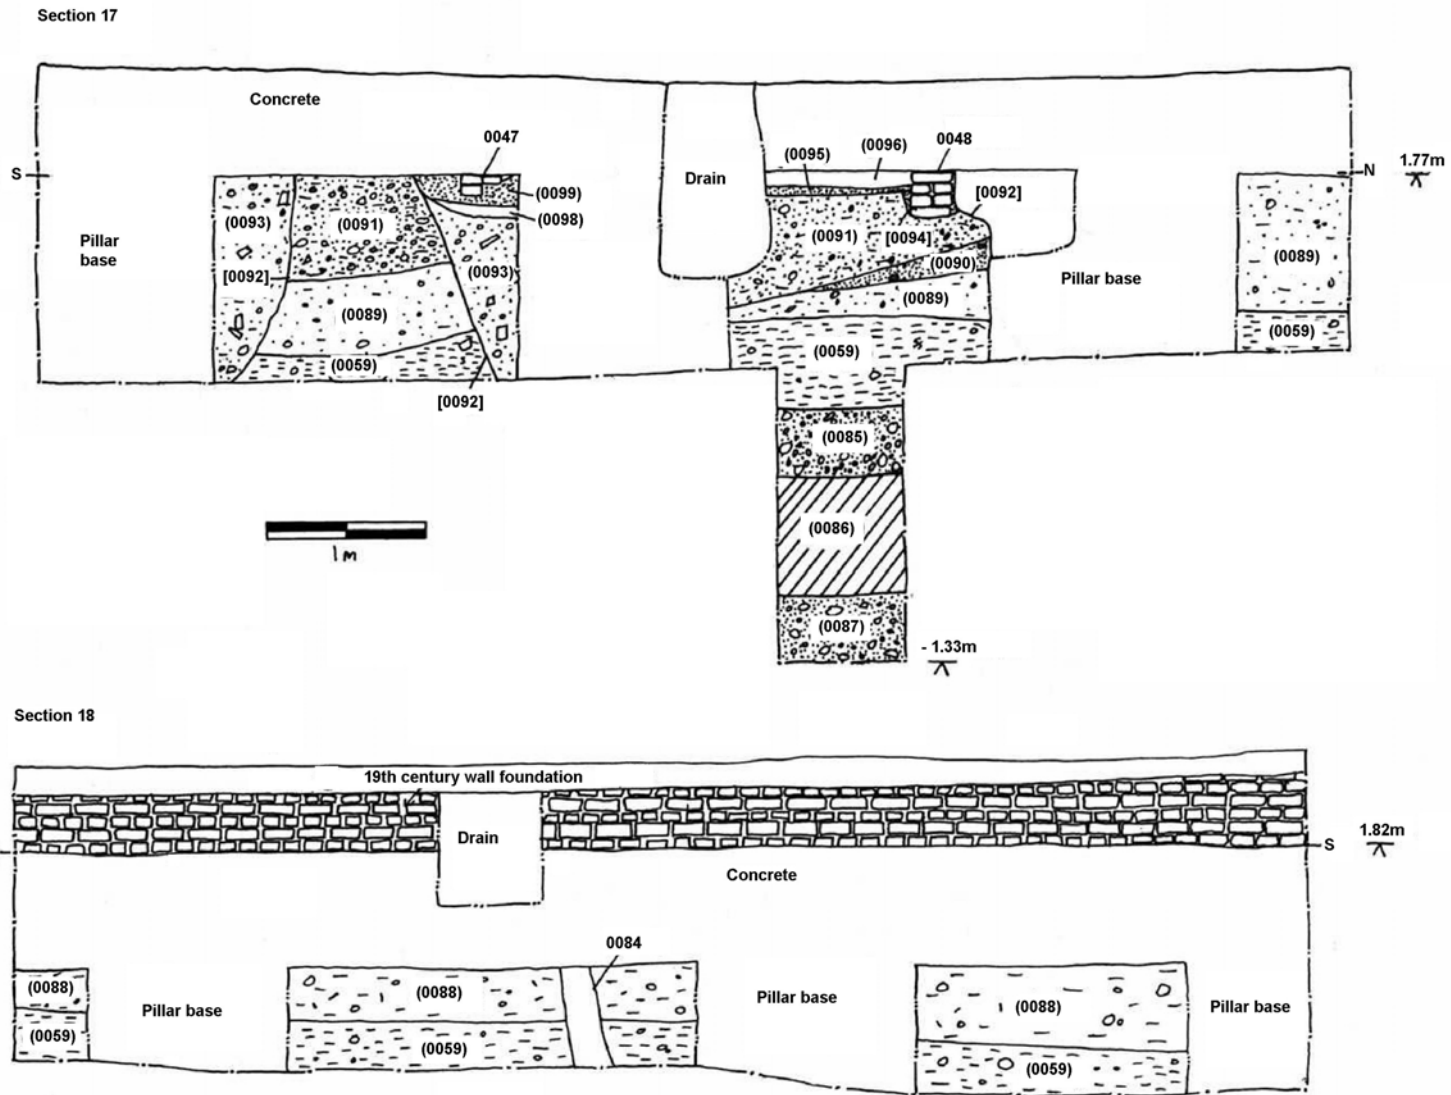 Section 17
Concrete
0047
(0095)
(0096)
0048
1.77m
S
N
Drain
(0099)
[0092]
(0093)
(0091)
(0098)
(0091)
[0094]
Pillar
base
(0090)
(0089)
[0092]
(0093)
Pillar base
(0089)
(0089)
(0059)
(0059)
(0059)
[0092]
(0085)
(0086)
1m
(0087)
- 1.33m
Section 18
19th century wall foundation
Drain
1.82m
S
Concrete
0084
(0088)
(0088)
Pillar base
(0088)
Pillar base
Pillar base
(0059)
(0059)
(0059)